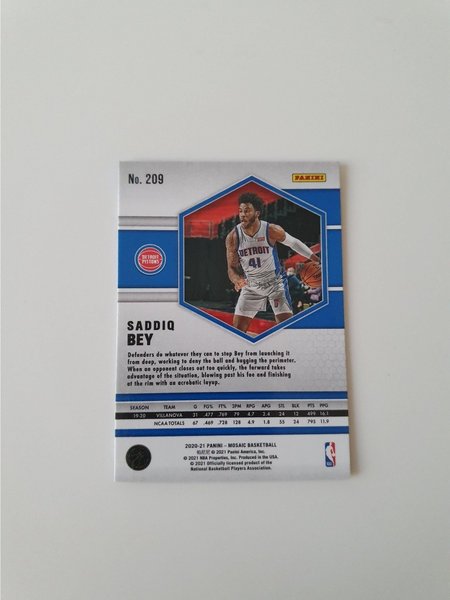 No. 209
PANINI
DETROIT
41
DETROIT
PISTONS
SADDIQ
BEY
Defenders do whatever they can to stop Bey from launching it
from deep, working to deny the ball and hugging the perimeter.
When an opponent closes out too quickly, the forward takes
advantage of the situation, blowing past his foe and finishing
at the rim with an acrobatic layup.
SEASON TEAM G FG% FT% 3PM RPG APG STL BLK PTS PPG
19-20 VILLANOVA 31 .477 .769 79 4.7 2.4 24 12 499 16.1
NCAA TOTALS 67 .469 .728 128 4.9 1.8 55 24 793 11.9
2020-21 PANINI - MOSAIC BASKETBALL
© 2021 Panini America, Inc.
© 2021 NBA Properties, Inc. Produced in the USA.
© 2021 Officially licensed product of the
National Basketball Players Association.